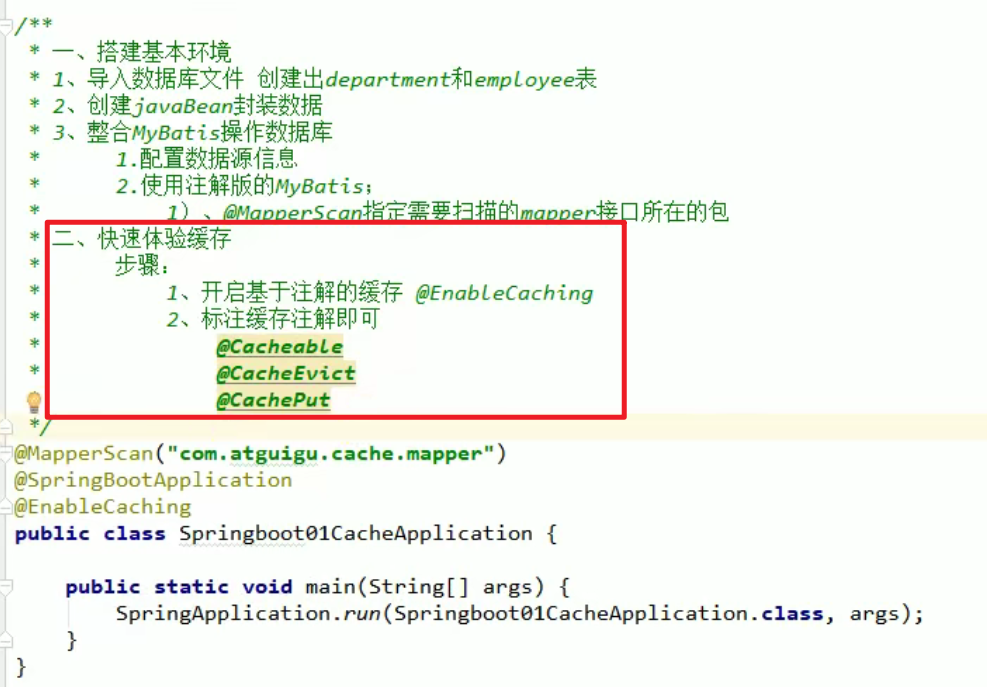 /**
 * 一、搭建基本环境
 * 1、导入数据库文件 创建出department和employee表
 * 2、创建javaBean封装数据
 * 3、整合MyBatis操作数据库
 *      1.配置数据源信息
 *      2.使用注解版的MyBatis；
 *          1）、@MapperScan指定需要扫描的mapper接口所在的包
 * 二、快速体验缓存
 *      步骤：
 *          1、开启基于注解的缓存 @EnableCaching
 *          2、标注缓存注解即可
 *              @Cacheable
 *              @CacheEvict
 *              @CachePut
 */
@MapperScan("com.atguigu.cache.mapper")
@SpringBootApplication
@EnableCaching
public class Springboot01CacheApplication {
    public static void main(String[] args) {
        SpringApplication.run(Springboot01CacheApplication.class, args);
    }
}